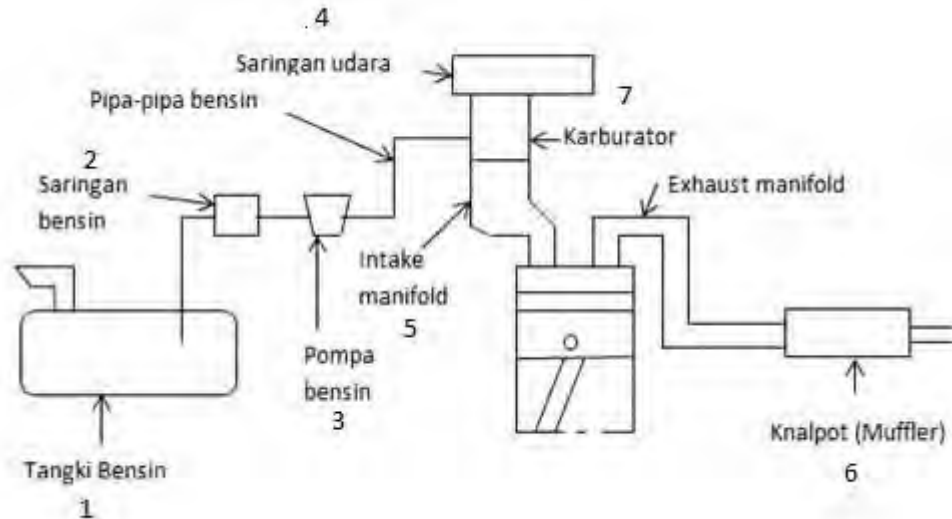 . 4
Saringan udara
Pipa-pipa bensin
7
Karburator
2
Saringan
bensin
Exhaust manifold
Intake
manifold
5
Pompa
bensin
3
Knalpot (Muffler)
6
Tangki Bensin
1